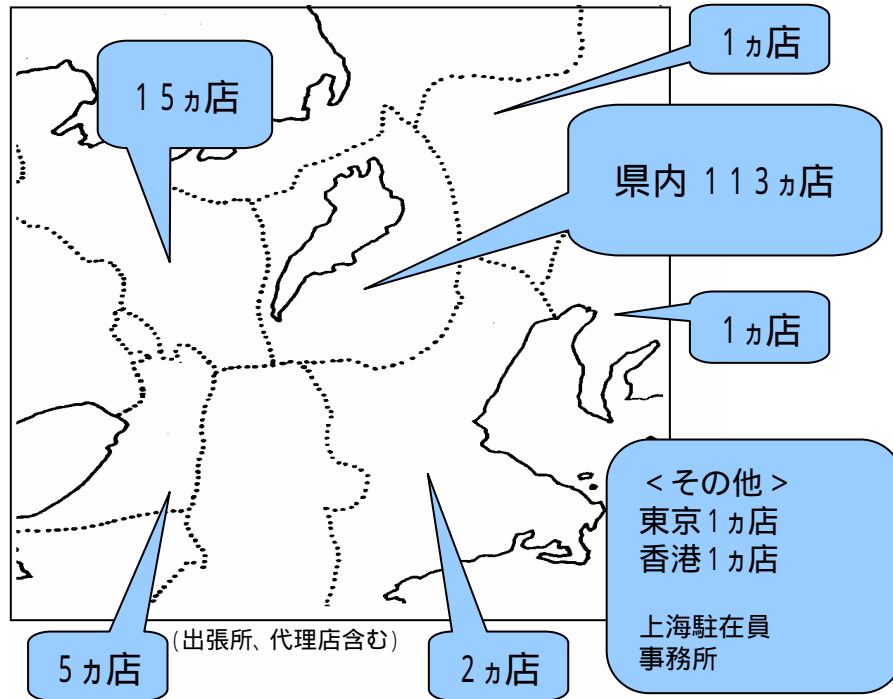 1ヵ店
15ヵ店
県内 113ヵ店
1ヵ店
<その他>
東京1ヵ店
香港1ヵ店
上海駐在員
事務所
(出張所、代理店含む)
5ヵ店
2ヵ店